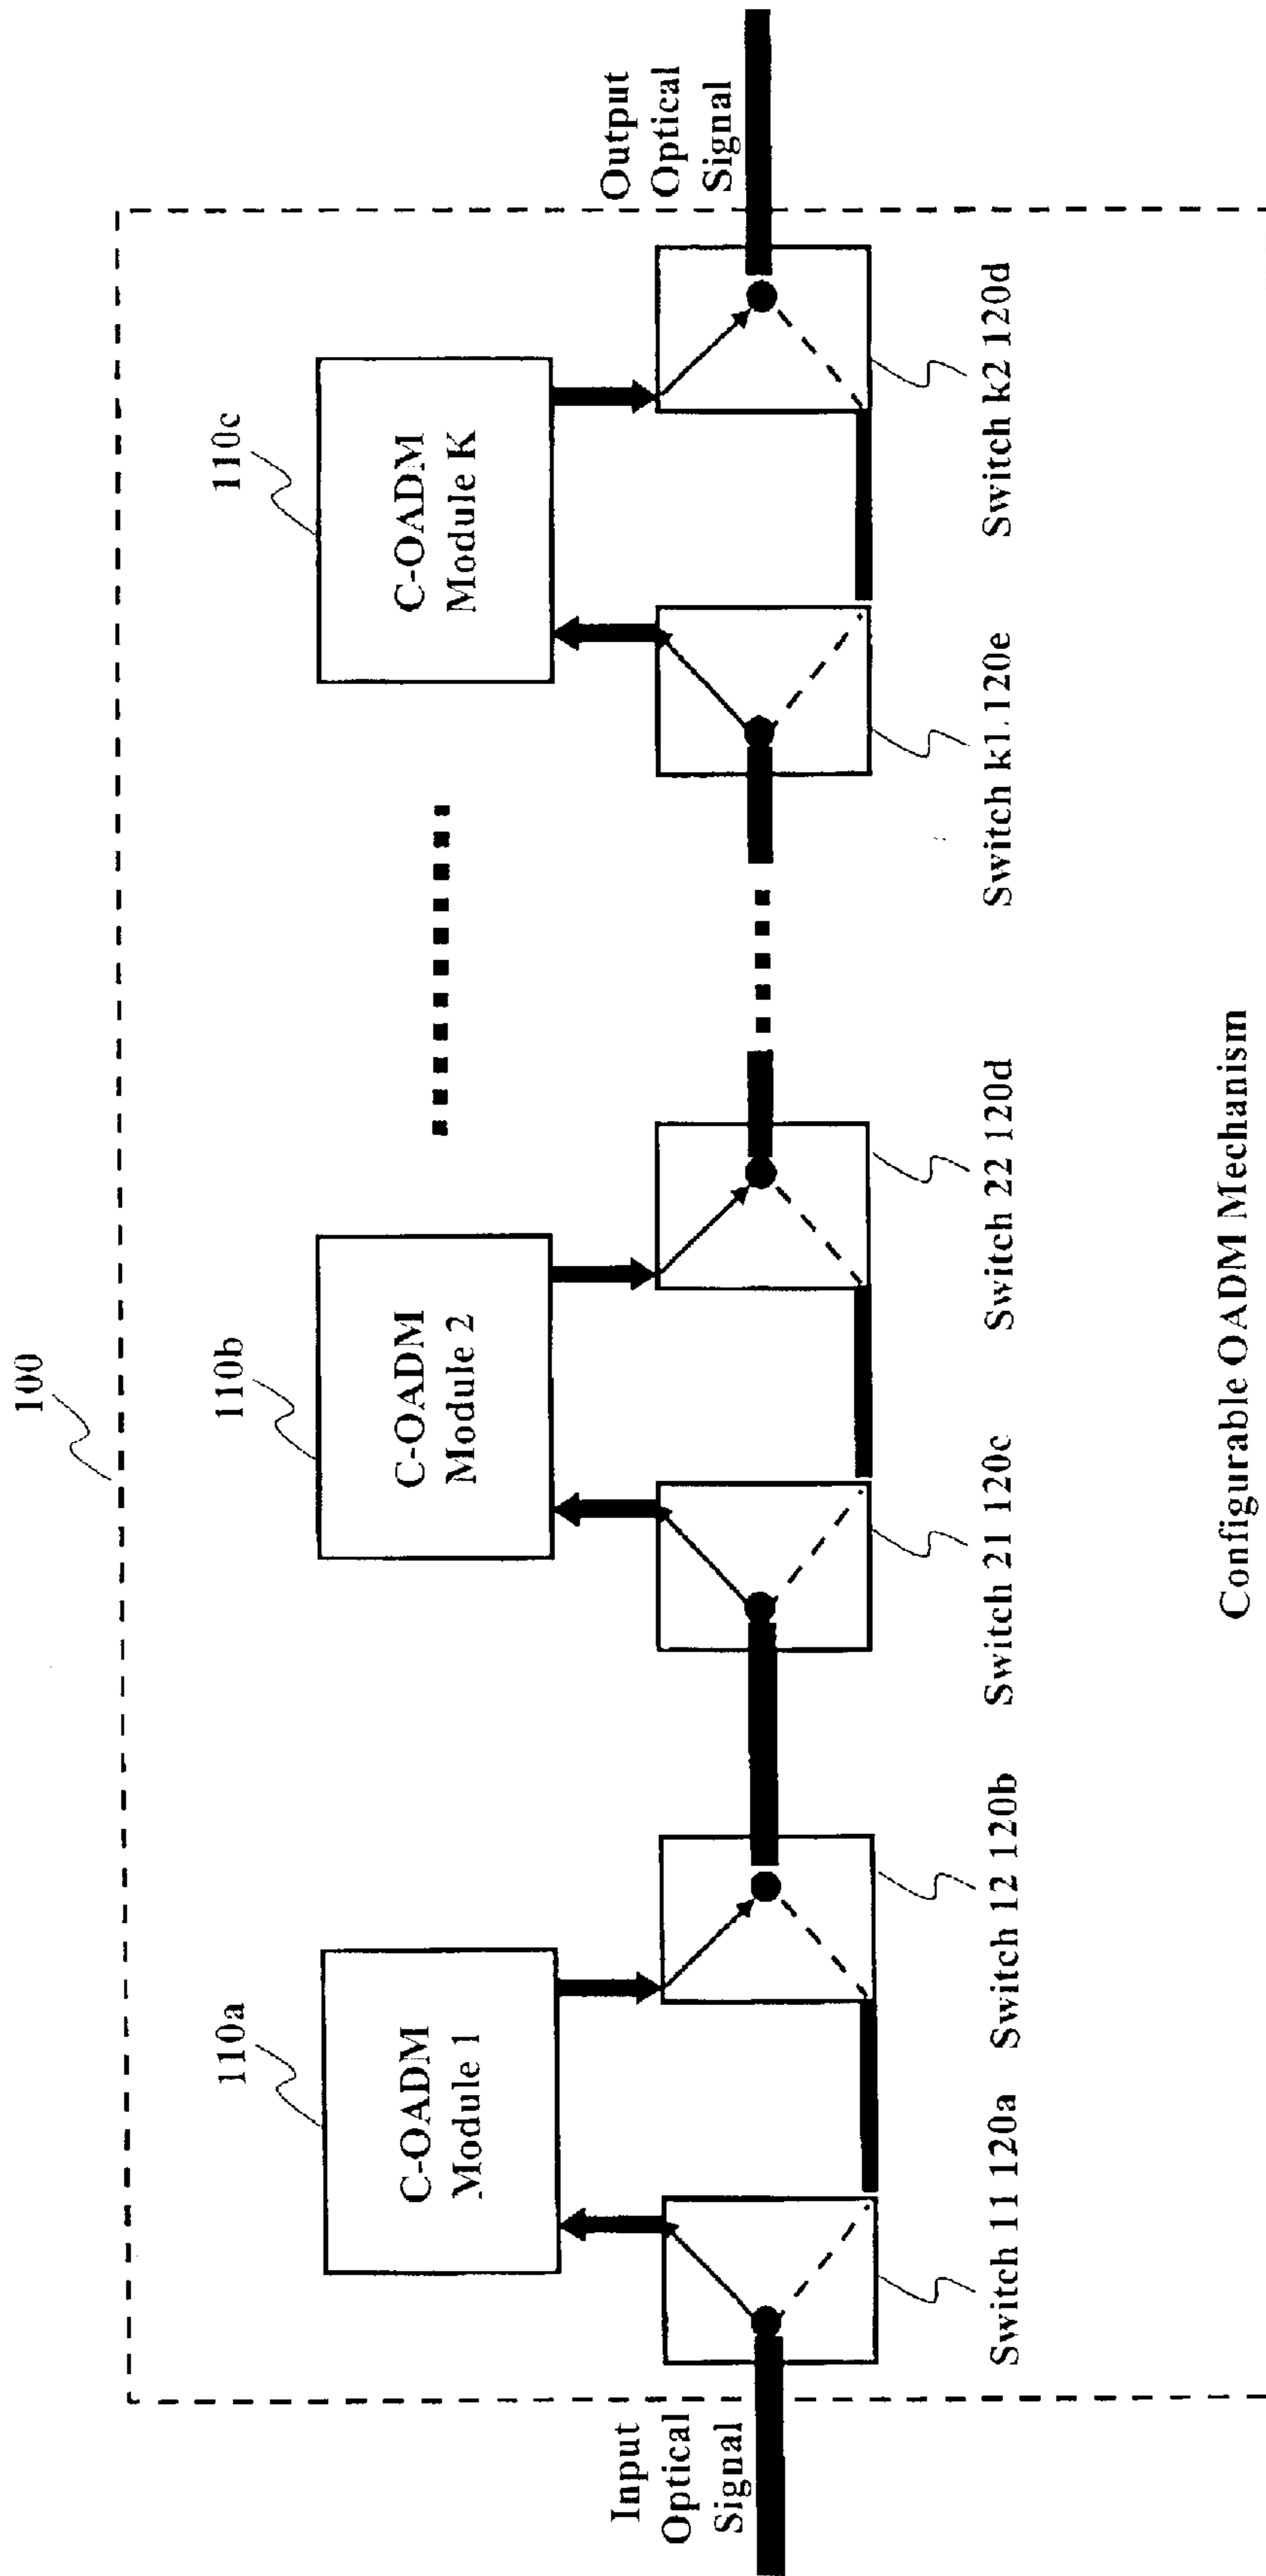 100
110a
110b
110c
C-OADM
Module 1
C-OADM
Module 2
C-OADM
Module K
Input
Optical
Signal
Output
Optical
Signal
Switch 11 120a
Switch 12 120b
Switch 21 120c
Switch 22 120d
Switch k1 120e
Switch k2 120d
Configurable OADM Mechanism